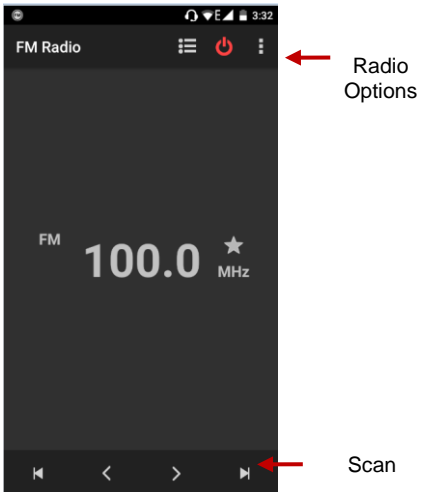 E 3:32
FM Radio
Radio
Options
FM
100.0
MHz
Scan